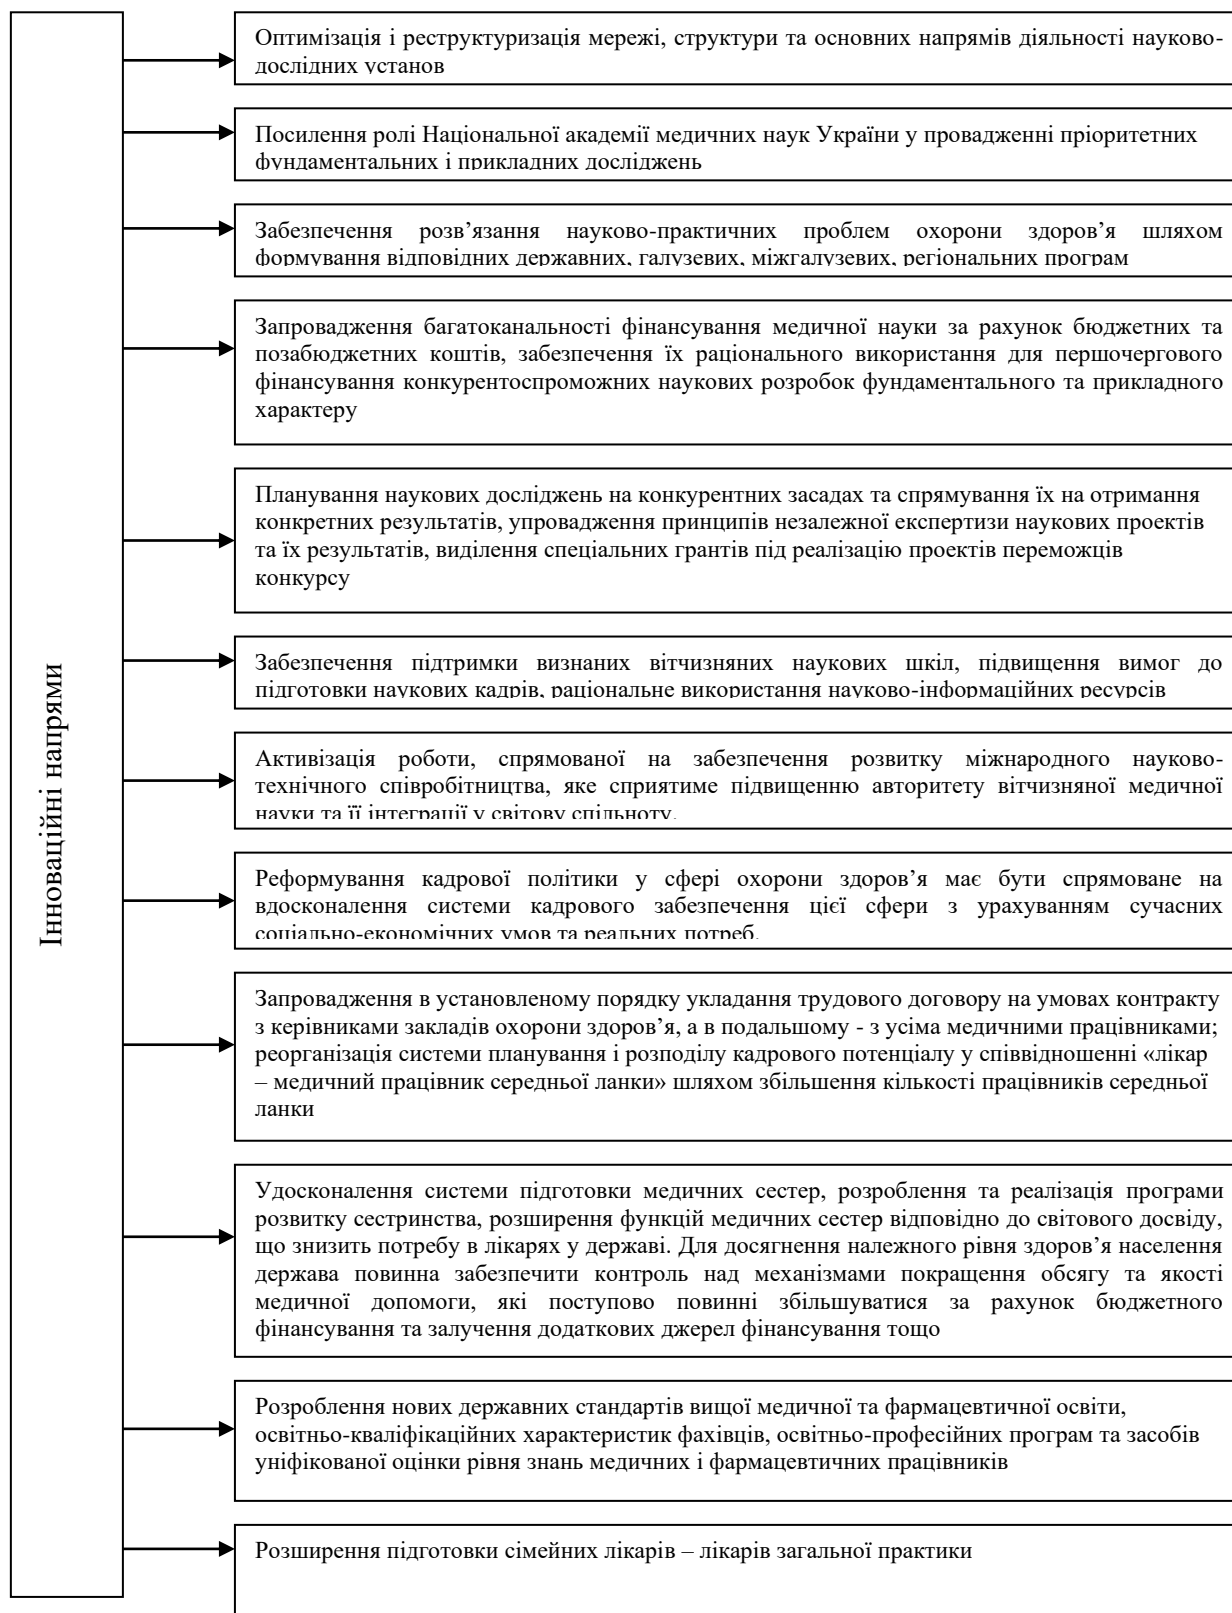 Інноваційні напрями
Оптимізація і реструктуризація мережі, структури та основних напрямів діяльності науково-
дослідних установ
Посилення ролі Національної академії медичних наук України у провадженні пріоритетних
фундаментальних і прикладних досліджень
Забезпечення розв’язання науково-практичних проблем охорони здоров’я шляхом
формування відповідних державних, галузевих, міжгалузевих, регіональних програм
Запровадження багатоканальності фінансування медичної науки за рахунок бюджетних та
позабюджетних коштів, забезпечення їх раціонального використання для першочергового
фінансування конкурентоспроможних наукових розробок фундаментального та прикладного
характеру
Планування наукових досліджень на конкурентних засадах та спрямування їх на отримання
конкретних результатів, упровадження принципів незалежної експертизи наукових проектів
та їх результатів, виділення спеціальних грантів під реалізацію проектів переможців
конкурсу
Забезпечення підтримки визнаних вітчизняних наукових шкіл, підвищення вимог до
підготовки наукових кадрів, раціональне використання науково-інформаційних ресурсів
Активізація роботи, спрямованої на забезпечення розвитку міжнародного науково-
технічного співробітництва, яке сприятиме підвищенню авторитету вітчизняної медичної
науки та її інтеграції у світову спільноту.
Реформування кадрової політики у сфері охорони здоров’я має бути спрямоване на
вдосконалення системи кадрового забезпечення цієї сфери з урахуванням сучасних
соціально-економічних умов та реальних потреб.
Запровадження в установленому порядку укладання трудового договору на умовах контракту
з керівниками закладів охорони здоров’я, а в подальшому - з усіма медичними працівниками;
реорганізація системи планування і розподілу кадрового потенціалу у співвідношенні «лікар
– медичний працівник середньої ланки» шляхом збільшення кількості працівників середньої
ланки
Удосконалення системи підготовки медичних сестер, розроблення та реалізація програми
розвитку сестринства, розширення функцій медичних сестер відповідно до світового досвіду,
що знизить потребу в лікарях у державі. Для досягнення належного рівня здоров’я населення
держава повинна забезпечити контроль над механізмами покращення обсягу та якості
медичної допомоги, які поступово повинні збільшуватися за рахунок бюджетного
фінансування та залучення додаткових джерел фінансування тощо
Розроблення нових державних стандартів вищої медичної та фармацевтичної освіти,
освітньо-кваліфікаційних характеристик фахівців, освітньо-професійних програм та засобів
уніфікованої оцінки рівня знань медичних і фармацевтичних працівників
Розширення підготовки сімейних лікарів – лікарів загальної практики